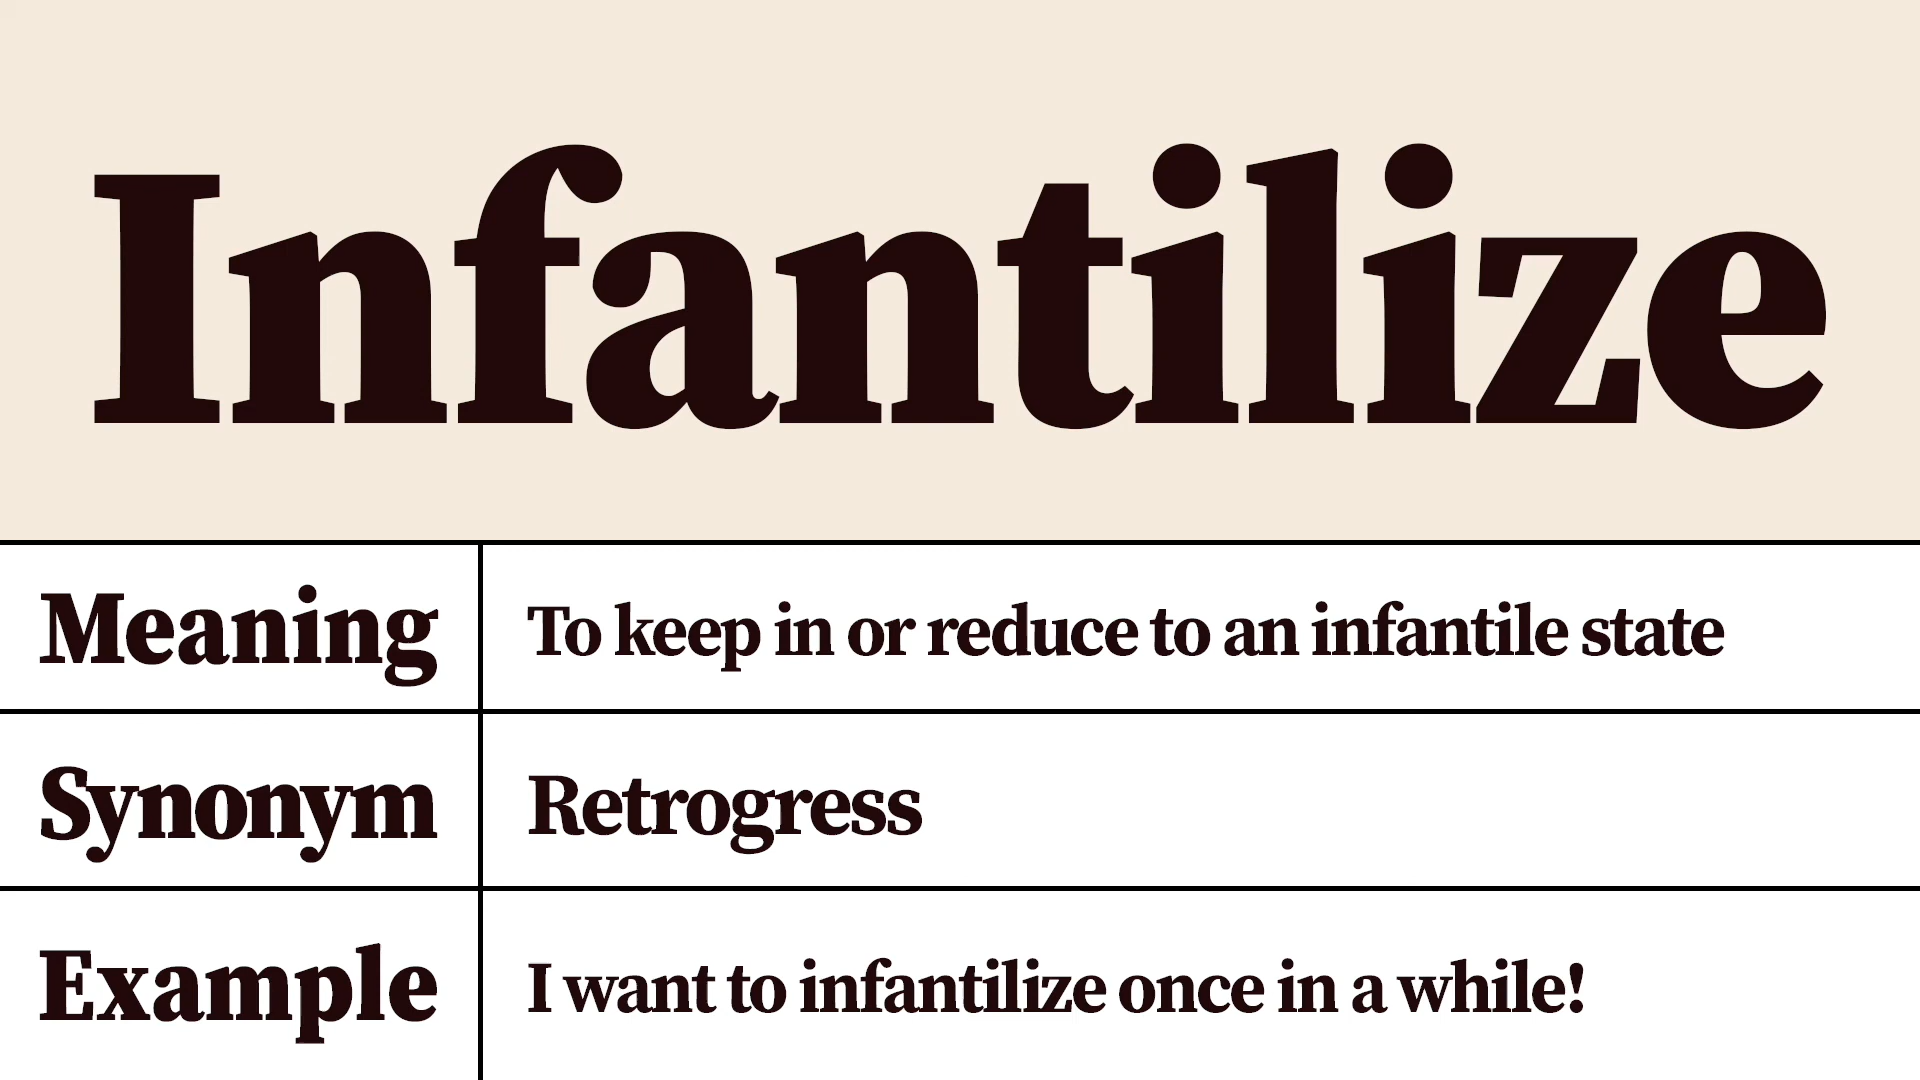 Infantilize
Meaning
To keep in or reduce to an infantile state
Synonym
Retrogress
Example
I want to infantilize once in a while!